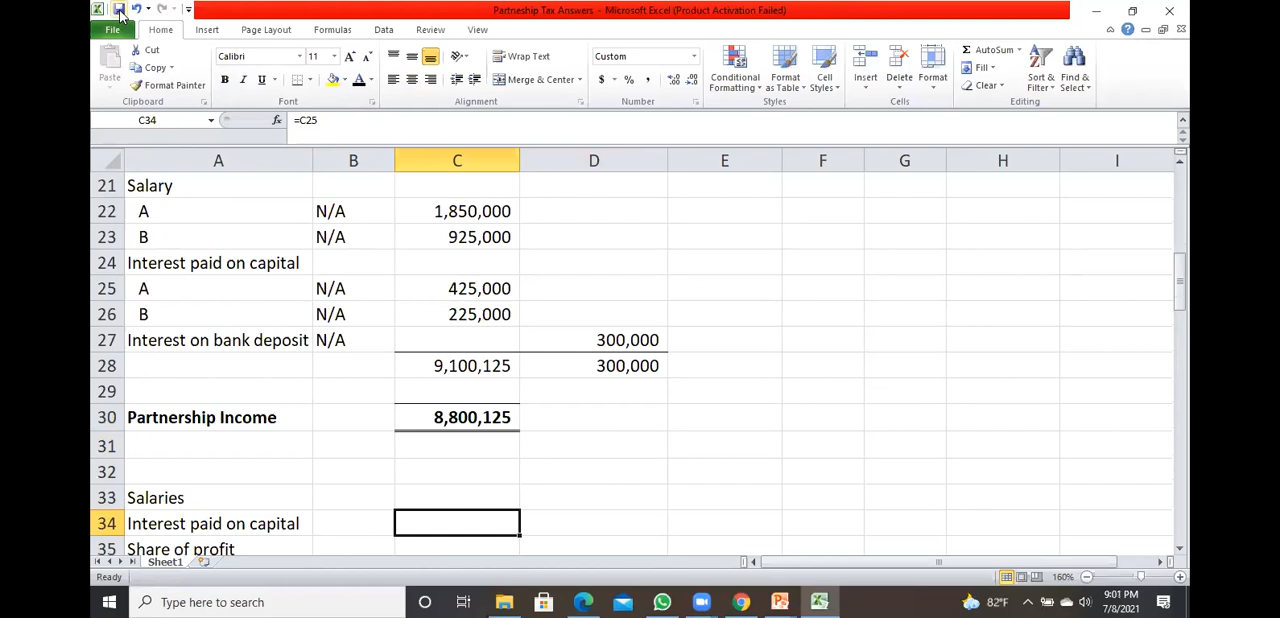 Partneship Tax Answers - Microsoft Excel (Product Activation Failed)
File Home Insert Page Layout Formulas Data Review View
Paste Cut Copy Format Painter Clipboard
Calibri 11 B I U Font
Wrap Text Merge & Center Alignment
Custom $ % , Number
Conditional Formatting Format as Table Cell Styles Styles
Insert Delete Format Cells
Σ AutoSum Fill Clear Sort & Filter Find & Select Editing
C34 fx =C25
A B C D E F G H I
21 Salary
22 A N/A 1,850,000
23 B N/A 925,000
24 Interest paid on capital
25 A N/A 425,000
26 B N/A 225,000
27 Interest on bank deposit N/A 300,000
28 9,100,125 300,000
29
30 Partnership Income 8,800,125
31
32
33 Salaries
34 Interest paid on capital
35 Share of profit
Sheet1
Ready 160%
Type here to search 82°F 9:01 PM
7/8/2021